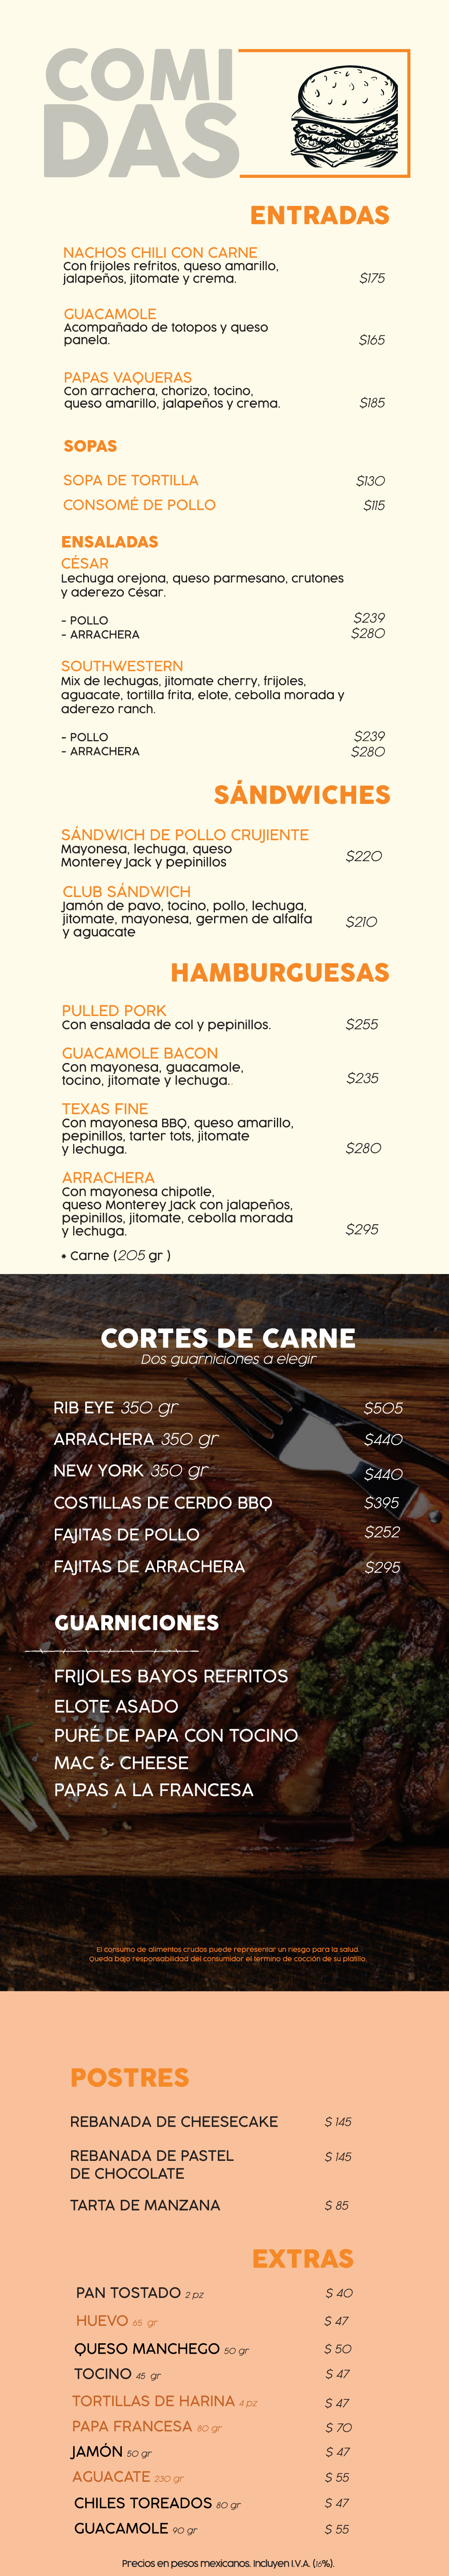 COMI
DAS
ENTRADAS
NACHOS CHILI CON CARNE
Con frijoles refritos, queso amarillo,
jalapeños, jitomate y crema. $175
GUACAMOLE
Acompañado de totopos y queso
panela. $165
PAPAS VAQUERAS
Con arrachera, chorizo, tocino,
queso amarillo, jalapeños y crema. $185
SOPAS
SOPA DE TORTILLA $130
CONSOMÉ DE POLLO $115
ENSALADAS
CÉSAR
Lechuga orejona, queso parmesano, crutones
y aderezo César.
- POLLO $239
- ARRACHERA $280
SOUTHWESTERN
Mix de lechugas, jitomate cherry, frijoles,
aguacate, tortilla frita, elote, cebolla morada y
aderezo ranch.
- POLLO $239
- ARRACHERA $280
SÁNDWICHES
SÁNDWICH DE POLLO CRUJIENTE
Mayonesa, lechuga, queso
Monterey Jack y pepinillos $220
CLUB SÁNDWICH
Jamón de pavo, tocino, pollo, lechuga,
jitomate, mayonesa, germen de alfalfa
y aguacate $210
HAMBURGUESAS
PULLED PORK
Con ensalada de col y pepinillos. $255
GUACAMOLE BACON
Con mayonesa, guacamole,
tocino, jitomate y lechuga.. $235
TEXAS FINE
Con mayonesa BBQ, queso amarillo,
pepinillos, tarter tots, jitomate
y lechuga. $280
ARRACHERA
Con mayonesa chipotle,
queso Monterey Jack con jalapeños,
pepinillos, jitomate, cebolla morada
y lechuga. $295
* Carne (205 gr )
CORTES DE CARNE
Dos guarniciones a elegir
RIB EYE 350 gr $505
ARRACHERA 350 gr $440
NEW YORK 350 gr $440
COSTILLAS DE CERDO BBQ $395
FAJITAS DE POLLO $252
FAJITAS DE ARRACHERA $295
GUARNICIONES
FRIJOLES BAYOS REFRITOS
ELOTE ASADO
PURÉ DE PAPA CON TOCINO
MAC & CHEESE
PAPAS A LA FRANCESA
El consumo de alimentos crudos puede representar un riesgo para la salud.
Queda bajo responsabilidad del consumidor el termino de cocción de su platillo.
POSTRES
REBANADA DE CHEESECAKE $ 145
REBANADA DE PASTEL $ 145
DE CHOCOLATE
TARTA DE MANZANA $ 85
EXTRAS
PAN TOSTADO 2 pz $ 40
HUEVO 65 gr $ 47
QUESO MANCHEGO 50 gr $ 50
TOCINO 45 gr $ 47
TORTILLAS DE HARINA 4 pz $ 47
PAPA FRANCESA 80 gr $ 70
JAMÓN 50 gr $ 47
AGUACATE 230 gr $ 55
CHILES TOREADOS 80 gr $ 47
GUACAMOLE 90 gr $ 55
Precios en pesos mexicanos. Incluyen I.V.A. (16%).